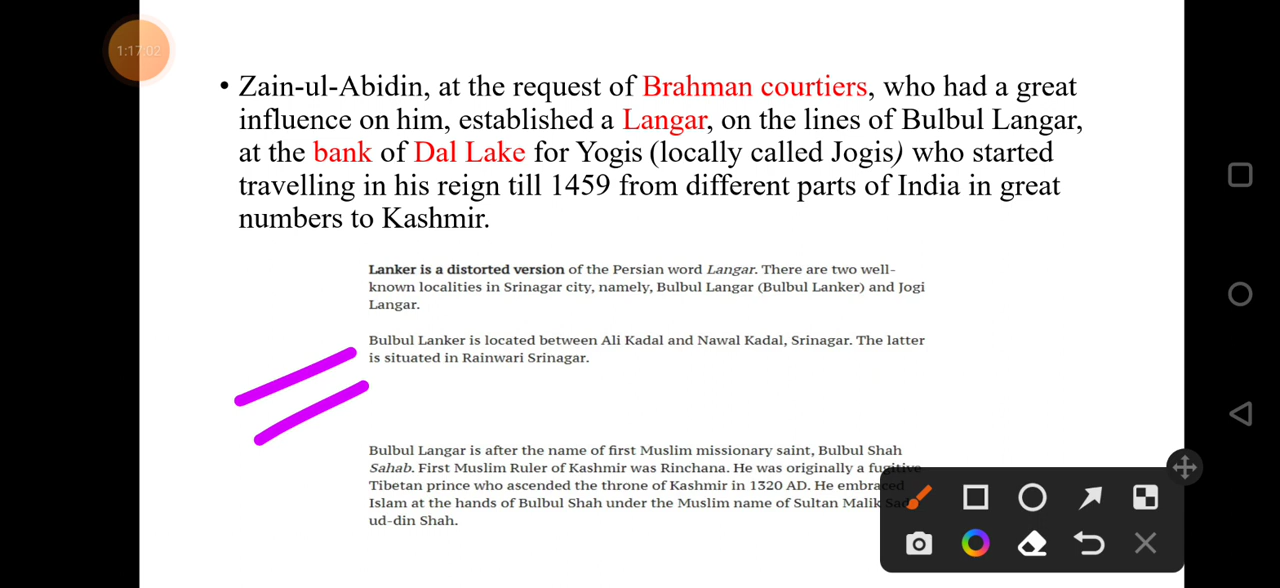 1:17:02
• Zain-ul-Abidin, at the request of Brahman courtiers, who had a great
influence on him, established a Langar, on the lines of Bulbul Langar,
at the bank of Dal Lake for Yogis (locally called Jogis) who started
travelling in his reign till 1459 from different parts of India in great
numbers to Kashmir.
Lanker is a distorted version of the Persian word Langar. There are two well-
known localities in Srinagar city, namely, Bulbul Langar (Bulbul Lanker) and Jogi
Langar.
Bulbul Lanker is located between Ali Kadal and Nawal Kadal, Srinagar. The latter
is situated in Rainwari Srinagar.
Bulbul Langar is after the name of first Muslim missionary saint, Bulbul Shah
Sahab. First Muslim Ruler of Kashmir was Rinchana. He was originally a fugitive
Tibetan prince who ascended the throne of Kashmir in 1320 AD. He embraced
Islam at the hands of Bulbul Shah under the Muslim name of Sultan Malik Sad
ud-din Shah.